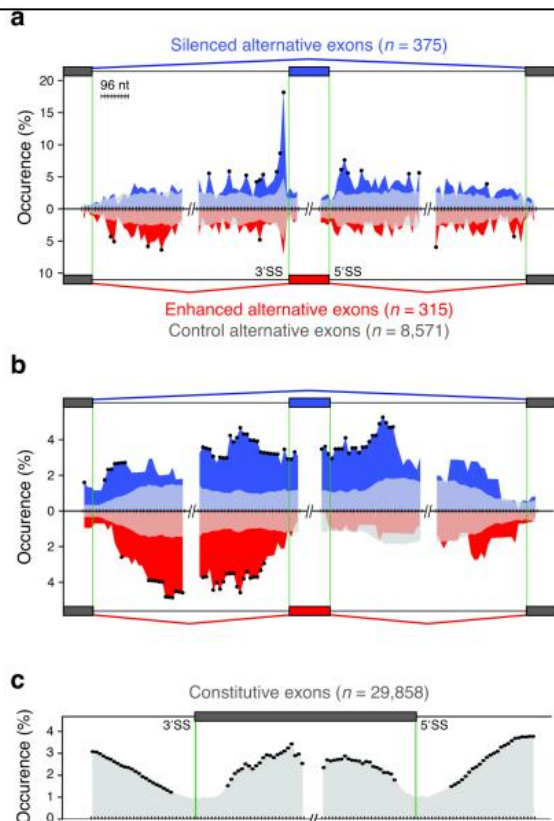 a
Silenced alternative exons (n = 375)
96 nt
20
15
10
5
0
5
10
Occurence (%)
//
//
3'SS
5'SS
Enhanced alternative exons (n = 315)
Control alternative exons (n = 8,571)
b
4
2
0
2
4
Occurence (%)
//
//
c
Constitutive exons (n = 29,858)
3'SS
5'SS
4
3
2
1
0
Occurence (%)
//